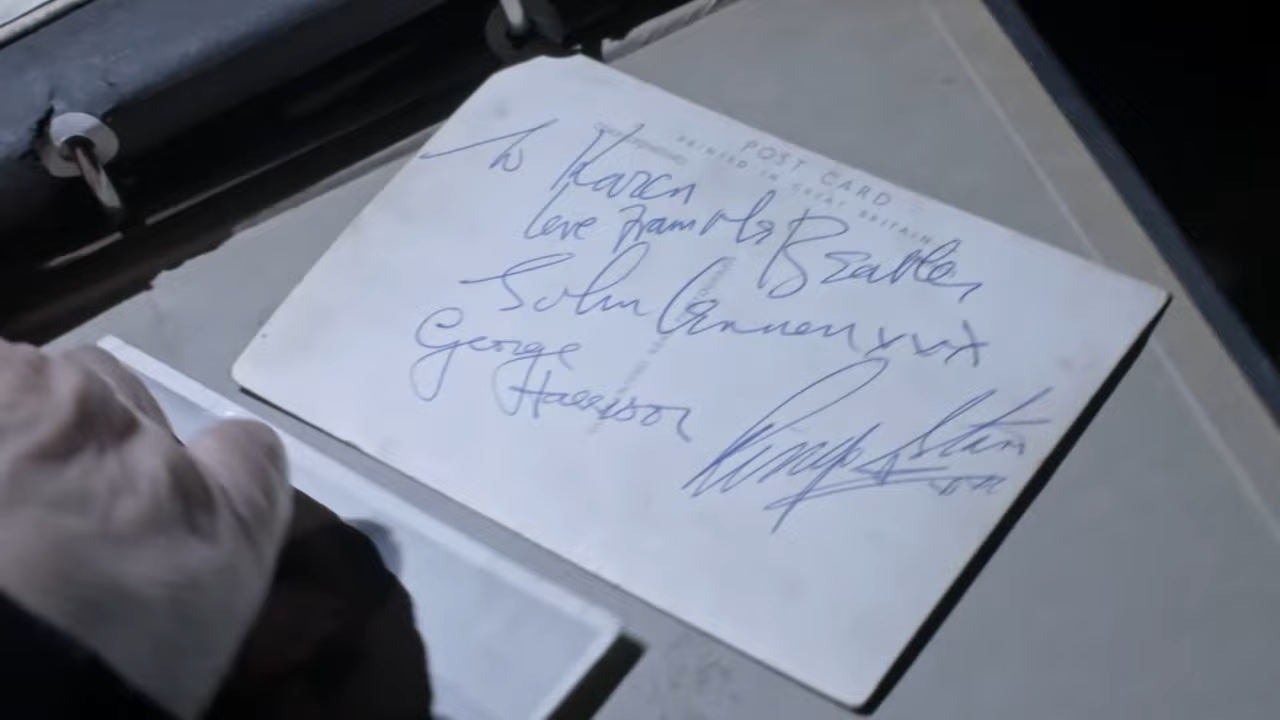 POST CARD
PRINTED IN GREAT BRITAIN
To Karen
love from the Beatles
John Lennon xxx
George
Harrison
Ringo Starr
xxx